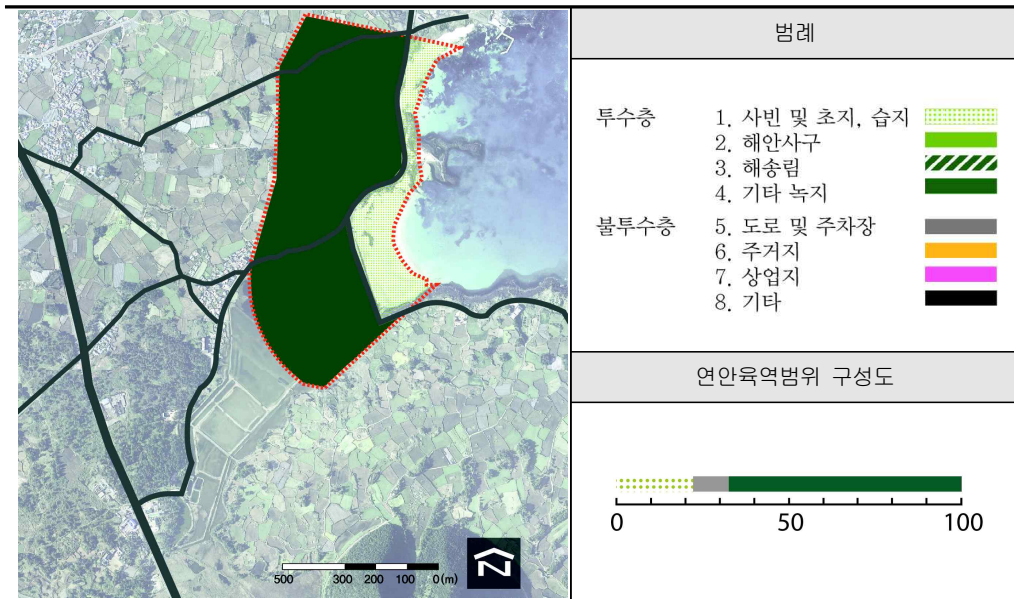 범례
투수층 1. 사빈 및 초지, 습지
2. 해안사구
3. 해송림
4. 기타 녹지
불투수층 5. 도로 및 주차장
6. 주거지
7. 상업지
8. 기타
연안육역범위 구성도
0 50 100
500 300 200 100 0(m)
N